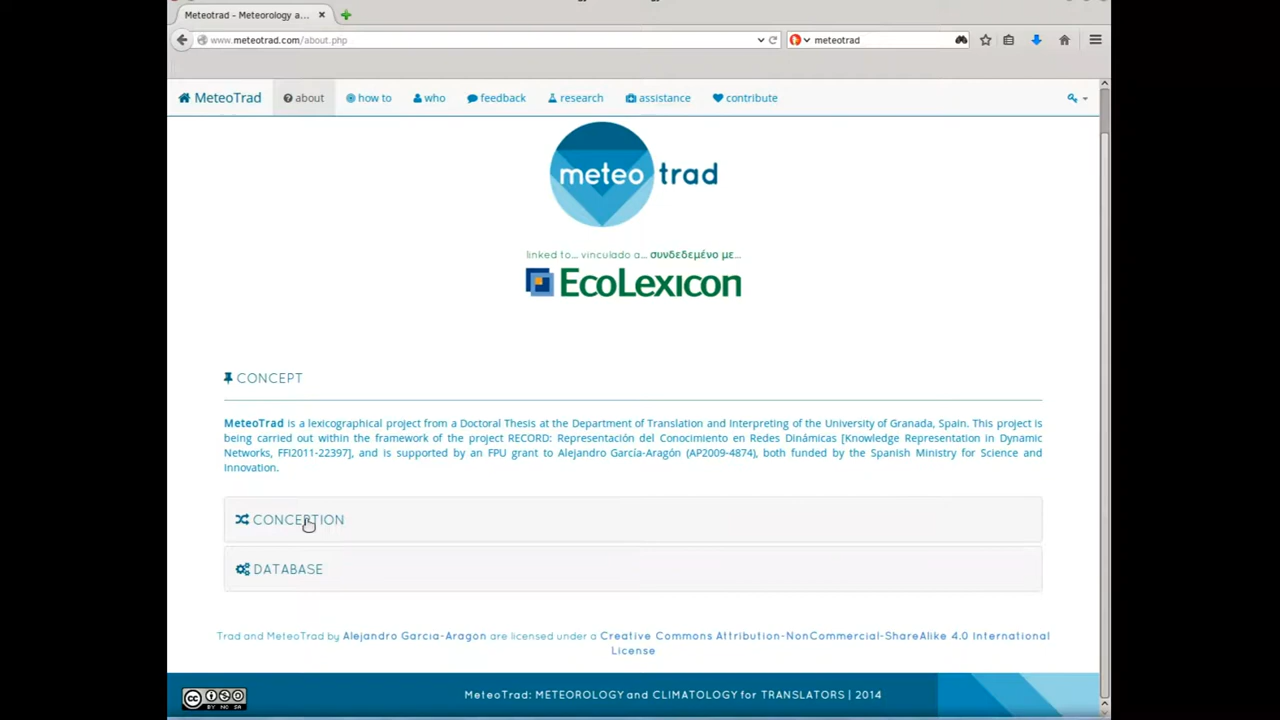 Meteotrad - Meteorology a...
www.meteotrad.com/about.php
meteotrad
MeteoTrad about how to who feedback research assistance contribute
meteo trad
linked to... vinculado a... συνδεδεμένο με...
EcoLexicon
CONCEPT
MeteoTrad is a lexicographical project from a Doctoral Thesis at the Department of Translation and Interpreting of the University of Granada, Spain. This project is
being carried out within the framework of the project RECORD: Representación del Conocimiento en Redes Dinámicas [Knowledge Representation in Dynamic
Networks, FFI2011-22397], and is supported by an FPU grant to Alejandro García-Aragón (AP2009-4874), both funded by the Spanish Ministry for Science and
Innovation.
CONCEPTION
DATABASE
Trad and MeteoTrad by Alejandro García-Aragón are licensed under a Creative Commons Attribution-NonCommercial-ShareAlike 4.0 International
License
MeteoTrad: METEOROLOGY and CLIMATOLOGY for TRANSLATORS | 2014
cc
BY NC SA